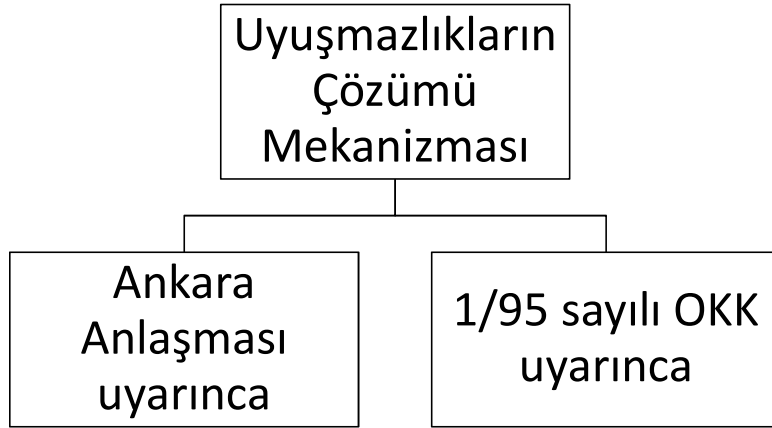 Uyuşmazlıkların
Çözümü
Mekanizması
Ankara
Anlaşması
uyarınca
1/95 sayılı OKK
uyarınca